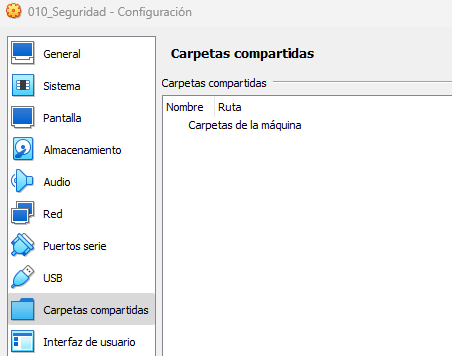 010_Seguridad - Configuración
General
Sistema
Pantalla
Almacenamiento
Audio
Red
Puertos serie
USB
Carpetas compartidas
Interfaz de usuario
Carpetas compartidas
Carpetas compartidas
Nombre Ruta
Carpetas de la máquina